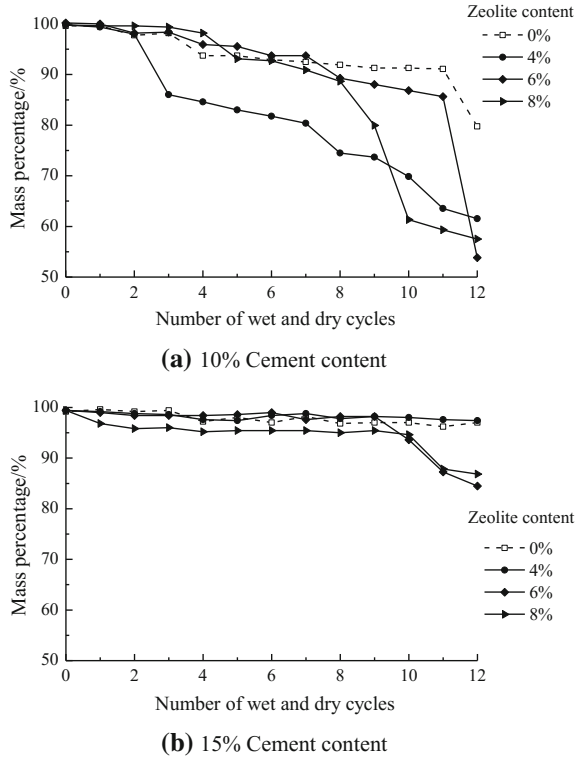 Zeolite content
0%
4%
6%
8%
Mass percentage/%
100
90
80
70
60
50
0 2 4 6 8 10 12
Number of wet and dry cycles
(a) 10% Cement content
Mass percentage/%
100
90
80
70
60
50
Zeolite content
0%
4%
6%
8%
0 2 4 6 8 10 12
Number of wet and dry cycles
(b) 15% Cement content